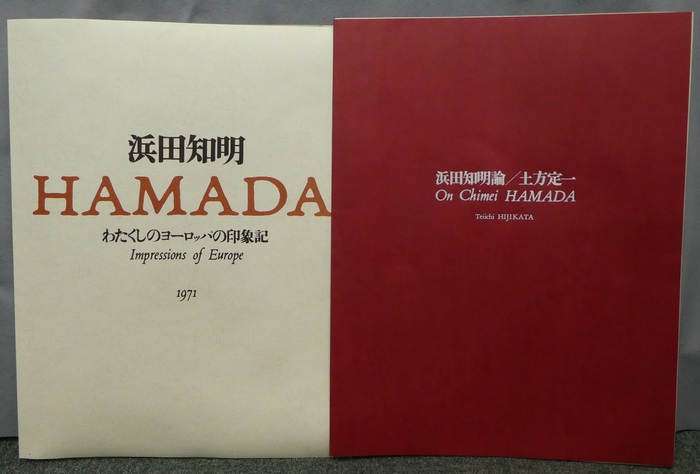 浜田知明
HAMADA
わたくしのヨーロッパの印象記
Impressions of Europe
1971
浜田知明論／土方定一
On Chimei HAMADA
Teiichi HIJIKATA